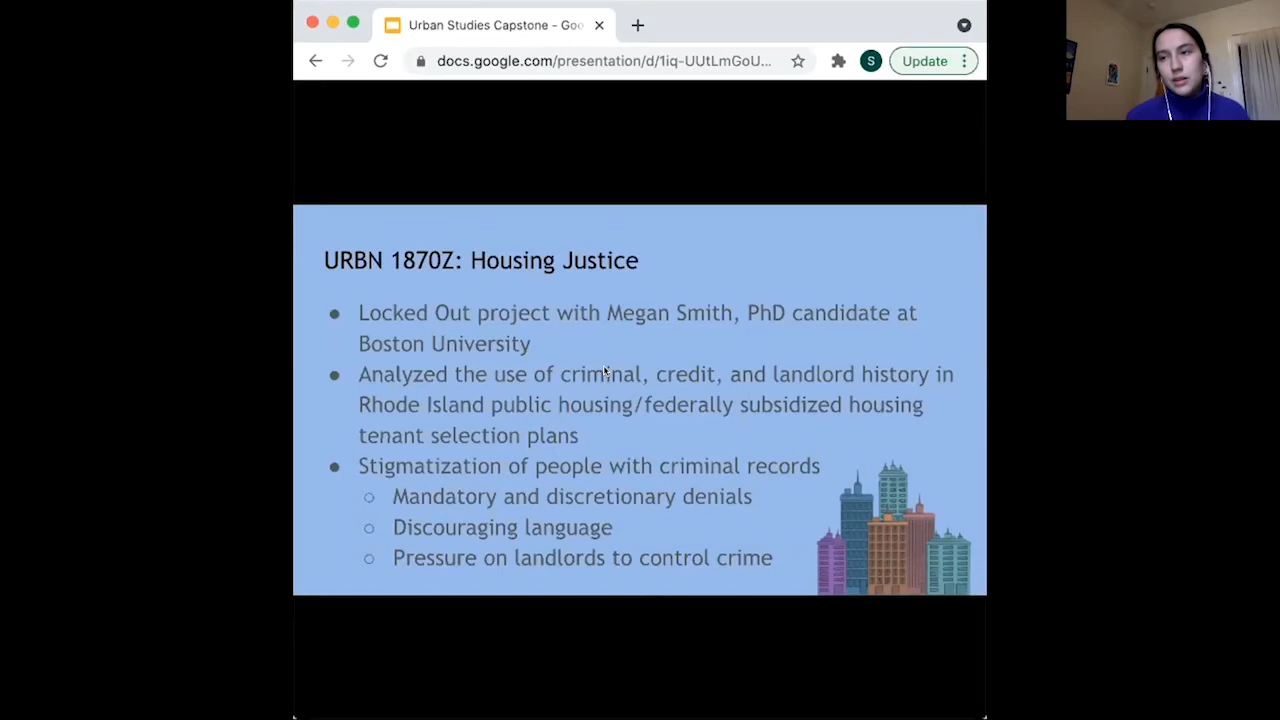 Urban Studies Capstone - Goo
docs.google.com/presentation/d/1iq-UUtLmGoU...
S
Update
URBN 1870Z: Housing Justice
● Locked Out project with Megan Smith, PhD candidate at
Boston University
● Analyzed the use of criminal, credit, and landlord history in
Rhode Island public housing/federally subsidized housing
tenant selection plans
● Stigmatization of people with criminal records
○ Mandatory and discretionary denials
○ Discouraging language
○ Pressure on landlords to control crime